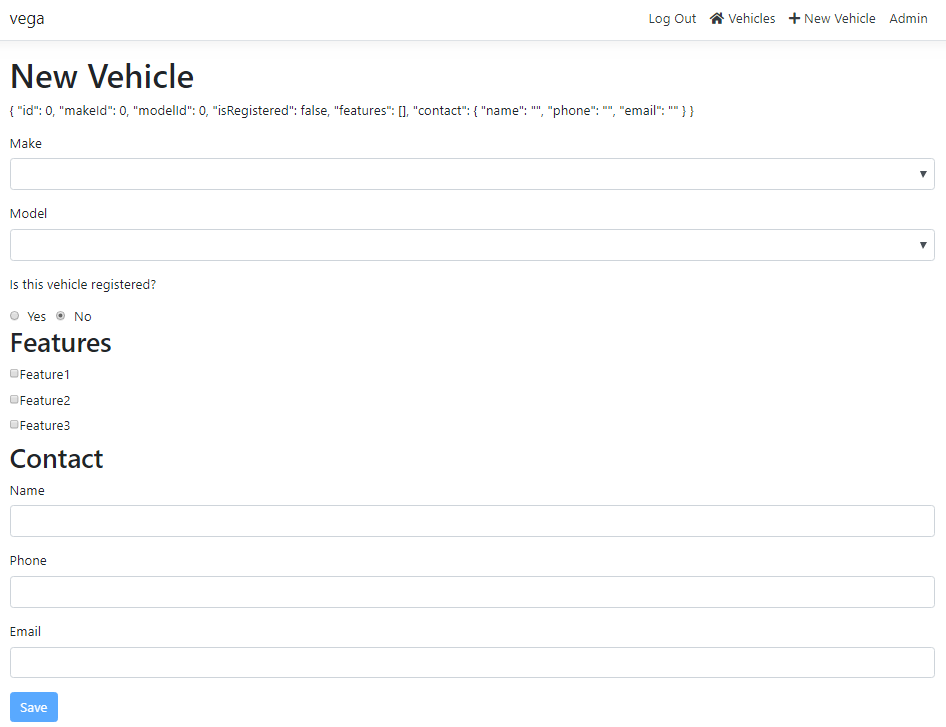 vega Log Out Vehicles New Vehicle Admin
New Vehicle
{ "id": 0, "makeId": 0, "modelId": 0, "isRegistered": false, "features": [], "contact": { "name": "", "phone": "", "email": "" } }
Make
Model
Is this vehicle registered?
Yes No
Features
Feature1
Feature2
Feature3
Contact
Name
Phone
Email
Save